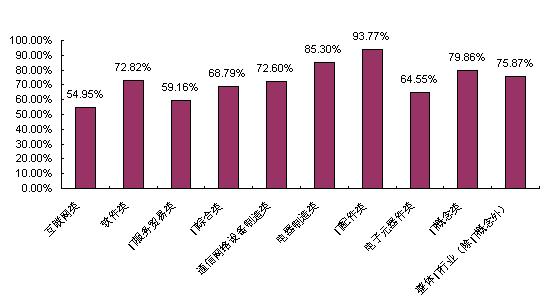 100.00%
90.00%
80.00%
70.00%
60.00%
50.00%
40.00%
30.00%
20.00%
10.00%
0.00%
54.95%
72.82%
59.16%
68.79%
72.60%
85.30%
93.77%
64.55%
79.86%
75.87%
互联网类
软件类
IT服务贸易类
IT综合类
通信网络设备制造类
电器制造类
IT配件类
电子元器件类
IT概念类
整体IT行业（除IT概念外）